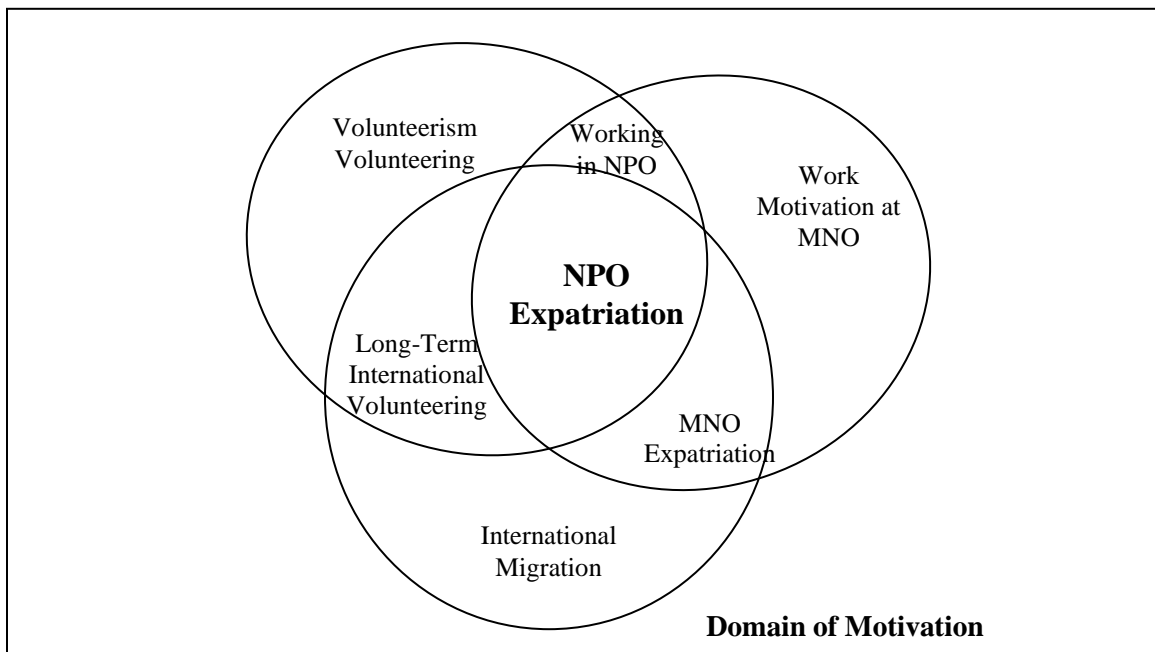 Volunteerism
Volunteering
Working
in NPO
Work
Motivation at
MNO
NPO
Expatriation
Long-Term
International
Volunteering
MNO
Expatriation
International
Migration
Domain of Motivation